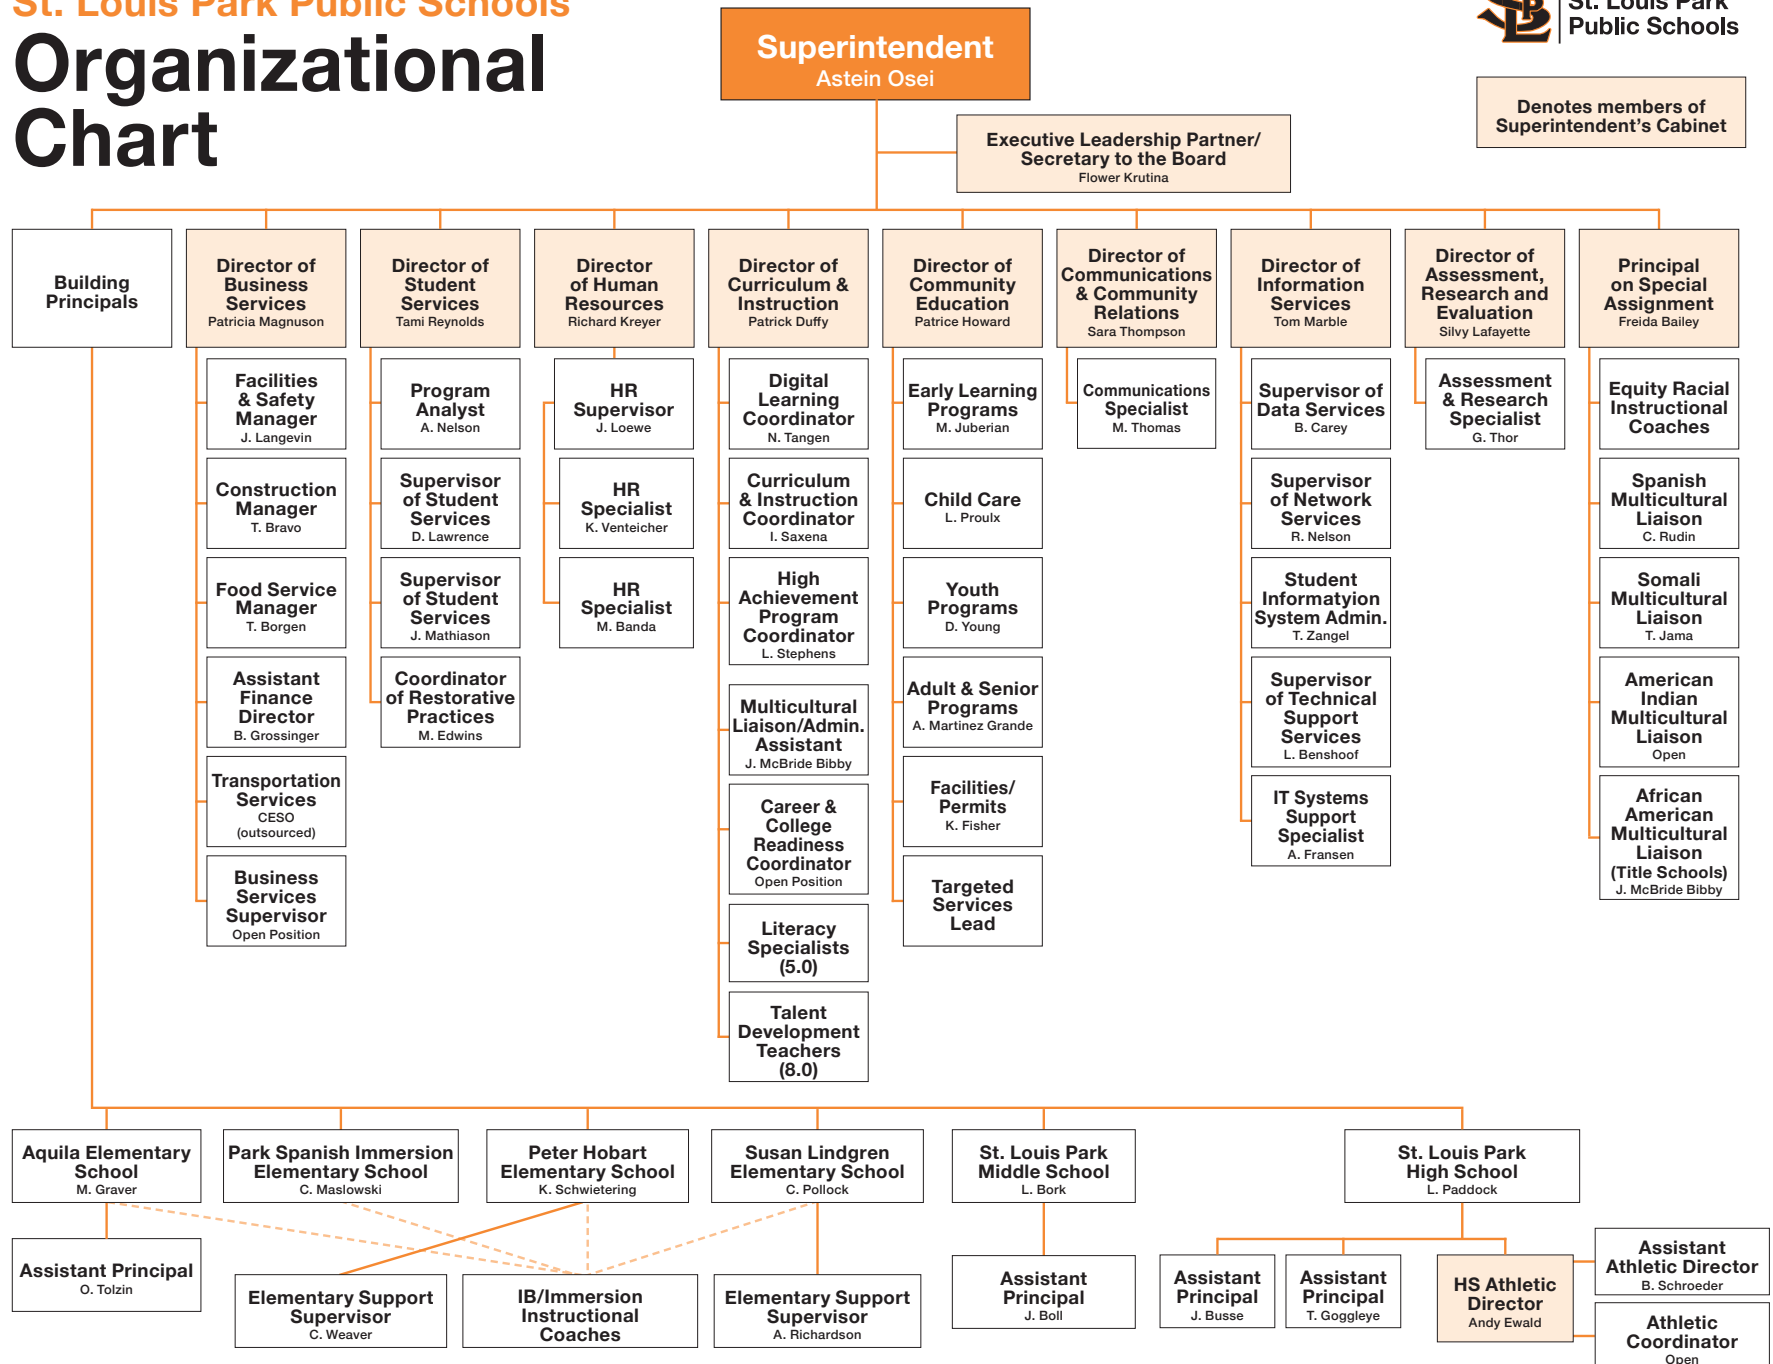 St. Louis Park Public Schools
Organizational
Chart
St. Louis Park
Public Schools
Superintendent
Astein Osei
Denotes members of
Superintendent's Cabinet
Executive Leadership Partner/
Secretary to the Board
Flower Krutina
Building
Principals
Director of
Business
Services
Patricia Magnuson
Facilities
& Safety
Manager
J. Langevin
Construction
Manager
T. Bravo
Food Service
Manager
T. Borgen
Assistant
Finance
Director
B. Grossinger
Transportation
Services
CESO
(outsourced)
Business
Services
Supervisor
Open Position
Director of
Student
Services
Tami Reynolds
Program
Analyst
A. Nelson
Supervisor
of Student
Services
D. Lawrence
Supervisor
of Student
Services
J. Mathiason
Coordinator
of Restorative
Practices
M. Edwins
Director
of Human
Resources
Richard Kreyer
HR
Supervisor
J. Loewe
HR
Specialist
K. Venteicher
HR
Specialist
M. Banda
Director of
Curriculum &
Instruction
Patrick Duffy
Digital
Learning
Coordinator
N. Tangen
Curriculum
& Instruction
Coordinator
I. Saxena
High
Achievement
Program
Coordinator
L. Stephens
Multicultural
Liaison/Admin.
Assistant
J. McBride Bibby
Career &
College
Readiness
Coordinator
Open Position
Literacy
Specialists
(5.0)
Talent
Development
Teachers
(8.0)
Director of
Community
Education
Patrice Howard
Early Learning
Programs
M. Juberian
Child Care
L. Proulx
Youth
Programs
D. Young
Adult & Senior
Programs
A. Martinez Grande
Facilities/
Permits
K. Fisher
Targeted
Services
Lead
Director of
Communications
& Community
Relations
Sara Thompson
Communications
Specialist
M. Thomas
Director of
Information
Services
Tom Marble
Supervisor of
Data Services
B. Carey
Supervisor
of Network
Services
R. Nelson
Student
Informatyion
System Admin.
T. Zangel
Supervisor
of Technical
Support
Services
L. Benshoof
IT Systems
Support
Specialist
A. Fransen
Director of
Assessment,
Research and
Evaluation
Silvy Lafayette
Assessment
& Research
Specialist
G. Thor
Principal
on Special
Assignment
Freida Bailey
Equity Racial
Instructional
Coaches
Spanish
Multicultural
Liaison
C. Rudin
Somali
Multicultural
Liaison
T. Jama
American
Indian
Multicultural
Liaison
Open
African
American
Multicultural
Liaison
(Title Schools)
J. McBride Bibby
Aquila Elementary
School
M. Graver
Park Spanish Immersion
Elementary School
C. Maslowski
Peter Hobart
Elementary School
K. Schwietering
Susan Lindgren
Elementary School
C. Pollock
St. Louis Park
Middle School
L. Bork
St. Louis Park
High School
L. Paddock
Assistant Principal
O. Tolzin
Elementary Support
Supervisor
C. Weaver
IB/Immersion
Instructional
Coaches
Elementary Support
Supervisor
A. Richardson
Assistant
Principal
J. Boll
Assistant
Principal
J. Busse
Assistant
Principal
T. Goggleye
HS Athletic
Director
Andy Ewald
Assistant
Athletic Director
B. Schroeder
Athletic
Coordinator
Open